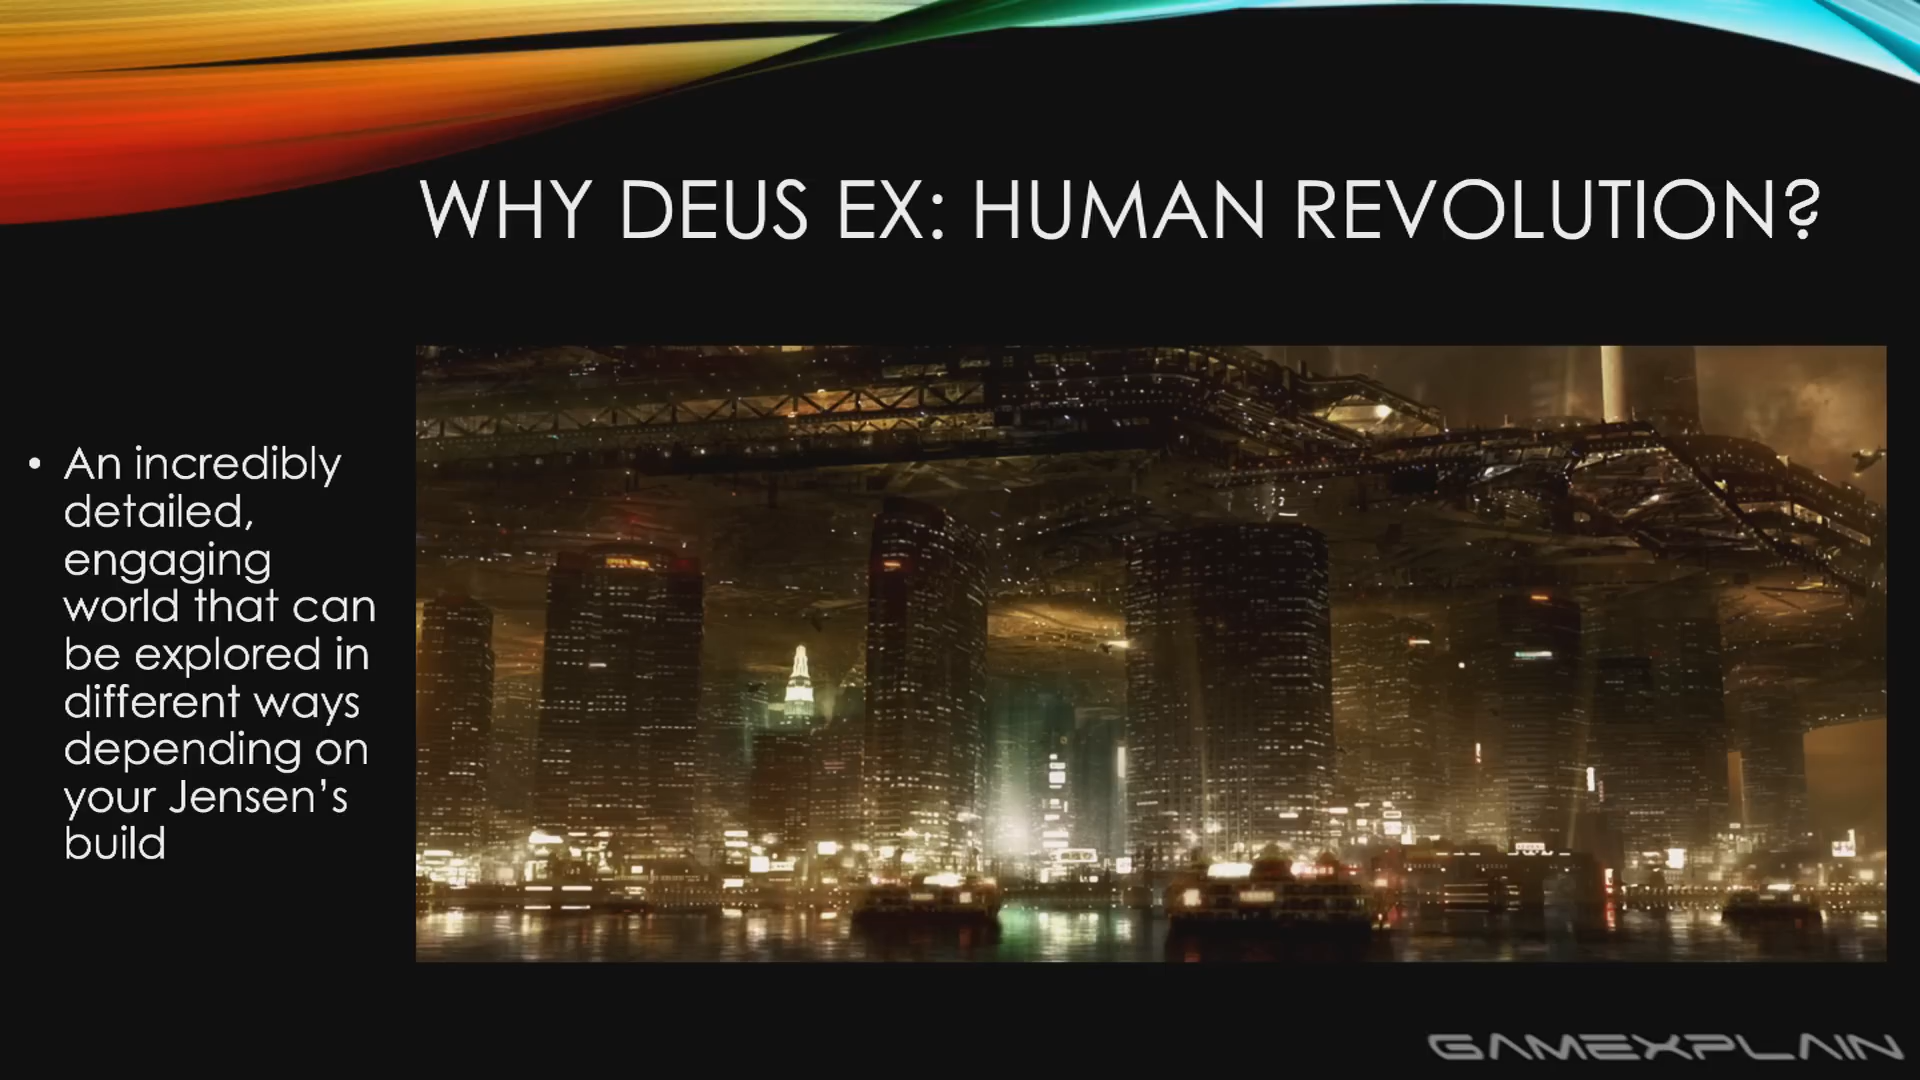 WHY DEUS EX: HUMAN REVOLUTION?
• An incredibly
detailed,
engaging
world that can
be explored in
different ways
depending on
your Jensen's
build
GAMEXPLAIN